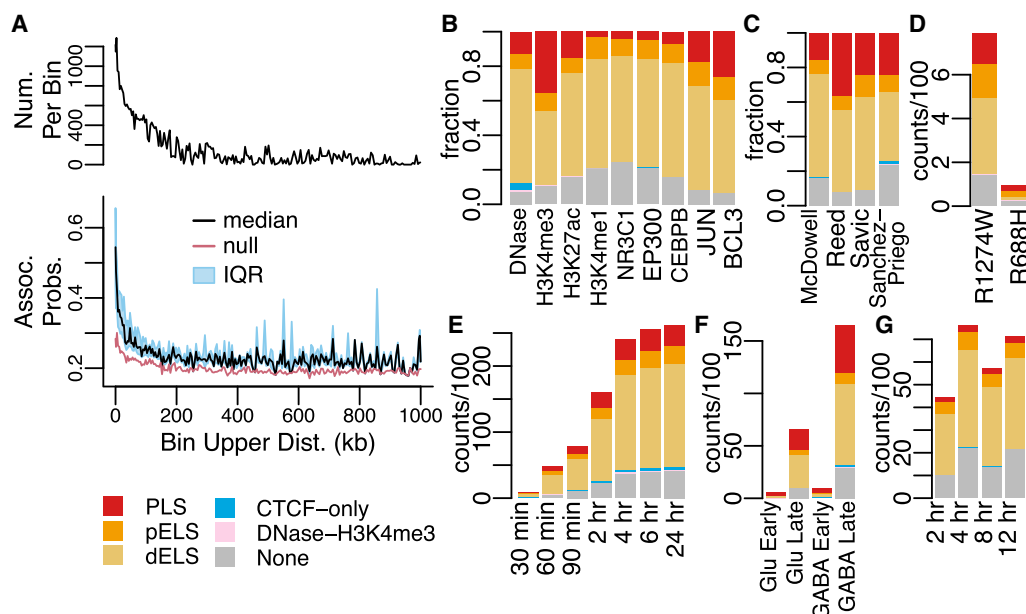 A
Num.
Per Bin
0
400
1000
Assoc.
Probs.
0.2
0.4
0.6
median
null
IQR
0
200
400
600
800
1000
Bin Upper Dist. (kb)
PLS
pELS
dELS
CTCF-only
DNase-H3K4me3
None
B
fraction
0.0
0.4
0.8
DNase
H3K4me3
H3K27ac
H3K4me1
NR3C1
EP300
CEBPB
JUN
BCL3
C
fraction
0.0
0.4
0.8
McDowell
Reed
Savic
Sanchez-
Priego
D
counts/100
0
2
6
R1274W
R688H
E
counts/100
0
100
200
30 min
60 min
90 min
2 hr
4 hr
6 hr
24 hr
F
counts/100
0
50
150
Glu Early
Glu Late
GABA Early
GABA Late
G
counts/100
0
20
50
2 hr
4 hr
8 hr
12 hr